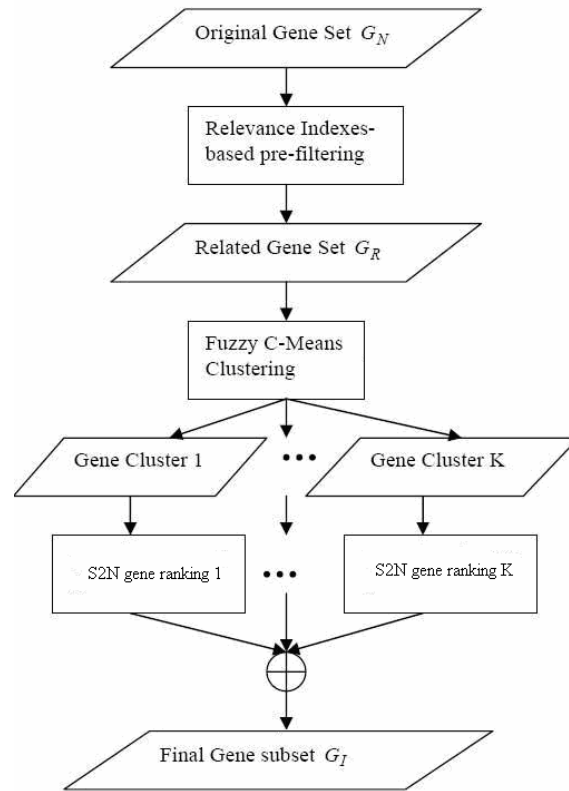 Original Gene Set G_N
Relevance Indexes-
based pre-filtering
Related Gene Set G_R
Fuzzy C-Means
Clustering
Gene Cluster 1
...
Gene Cluster K
S2N gene ranking 1
...
S2N gene ranking K
Final Gene subset G_I